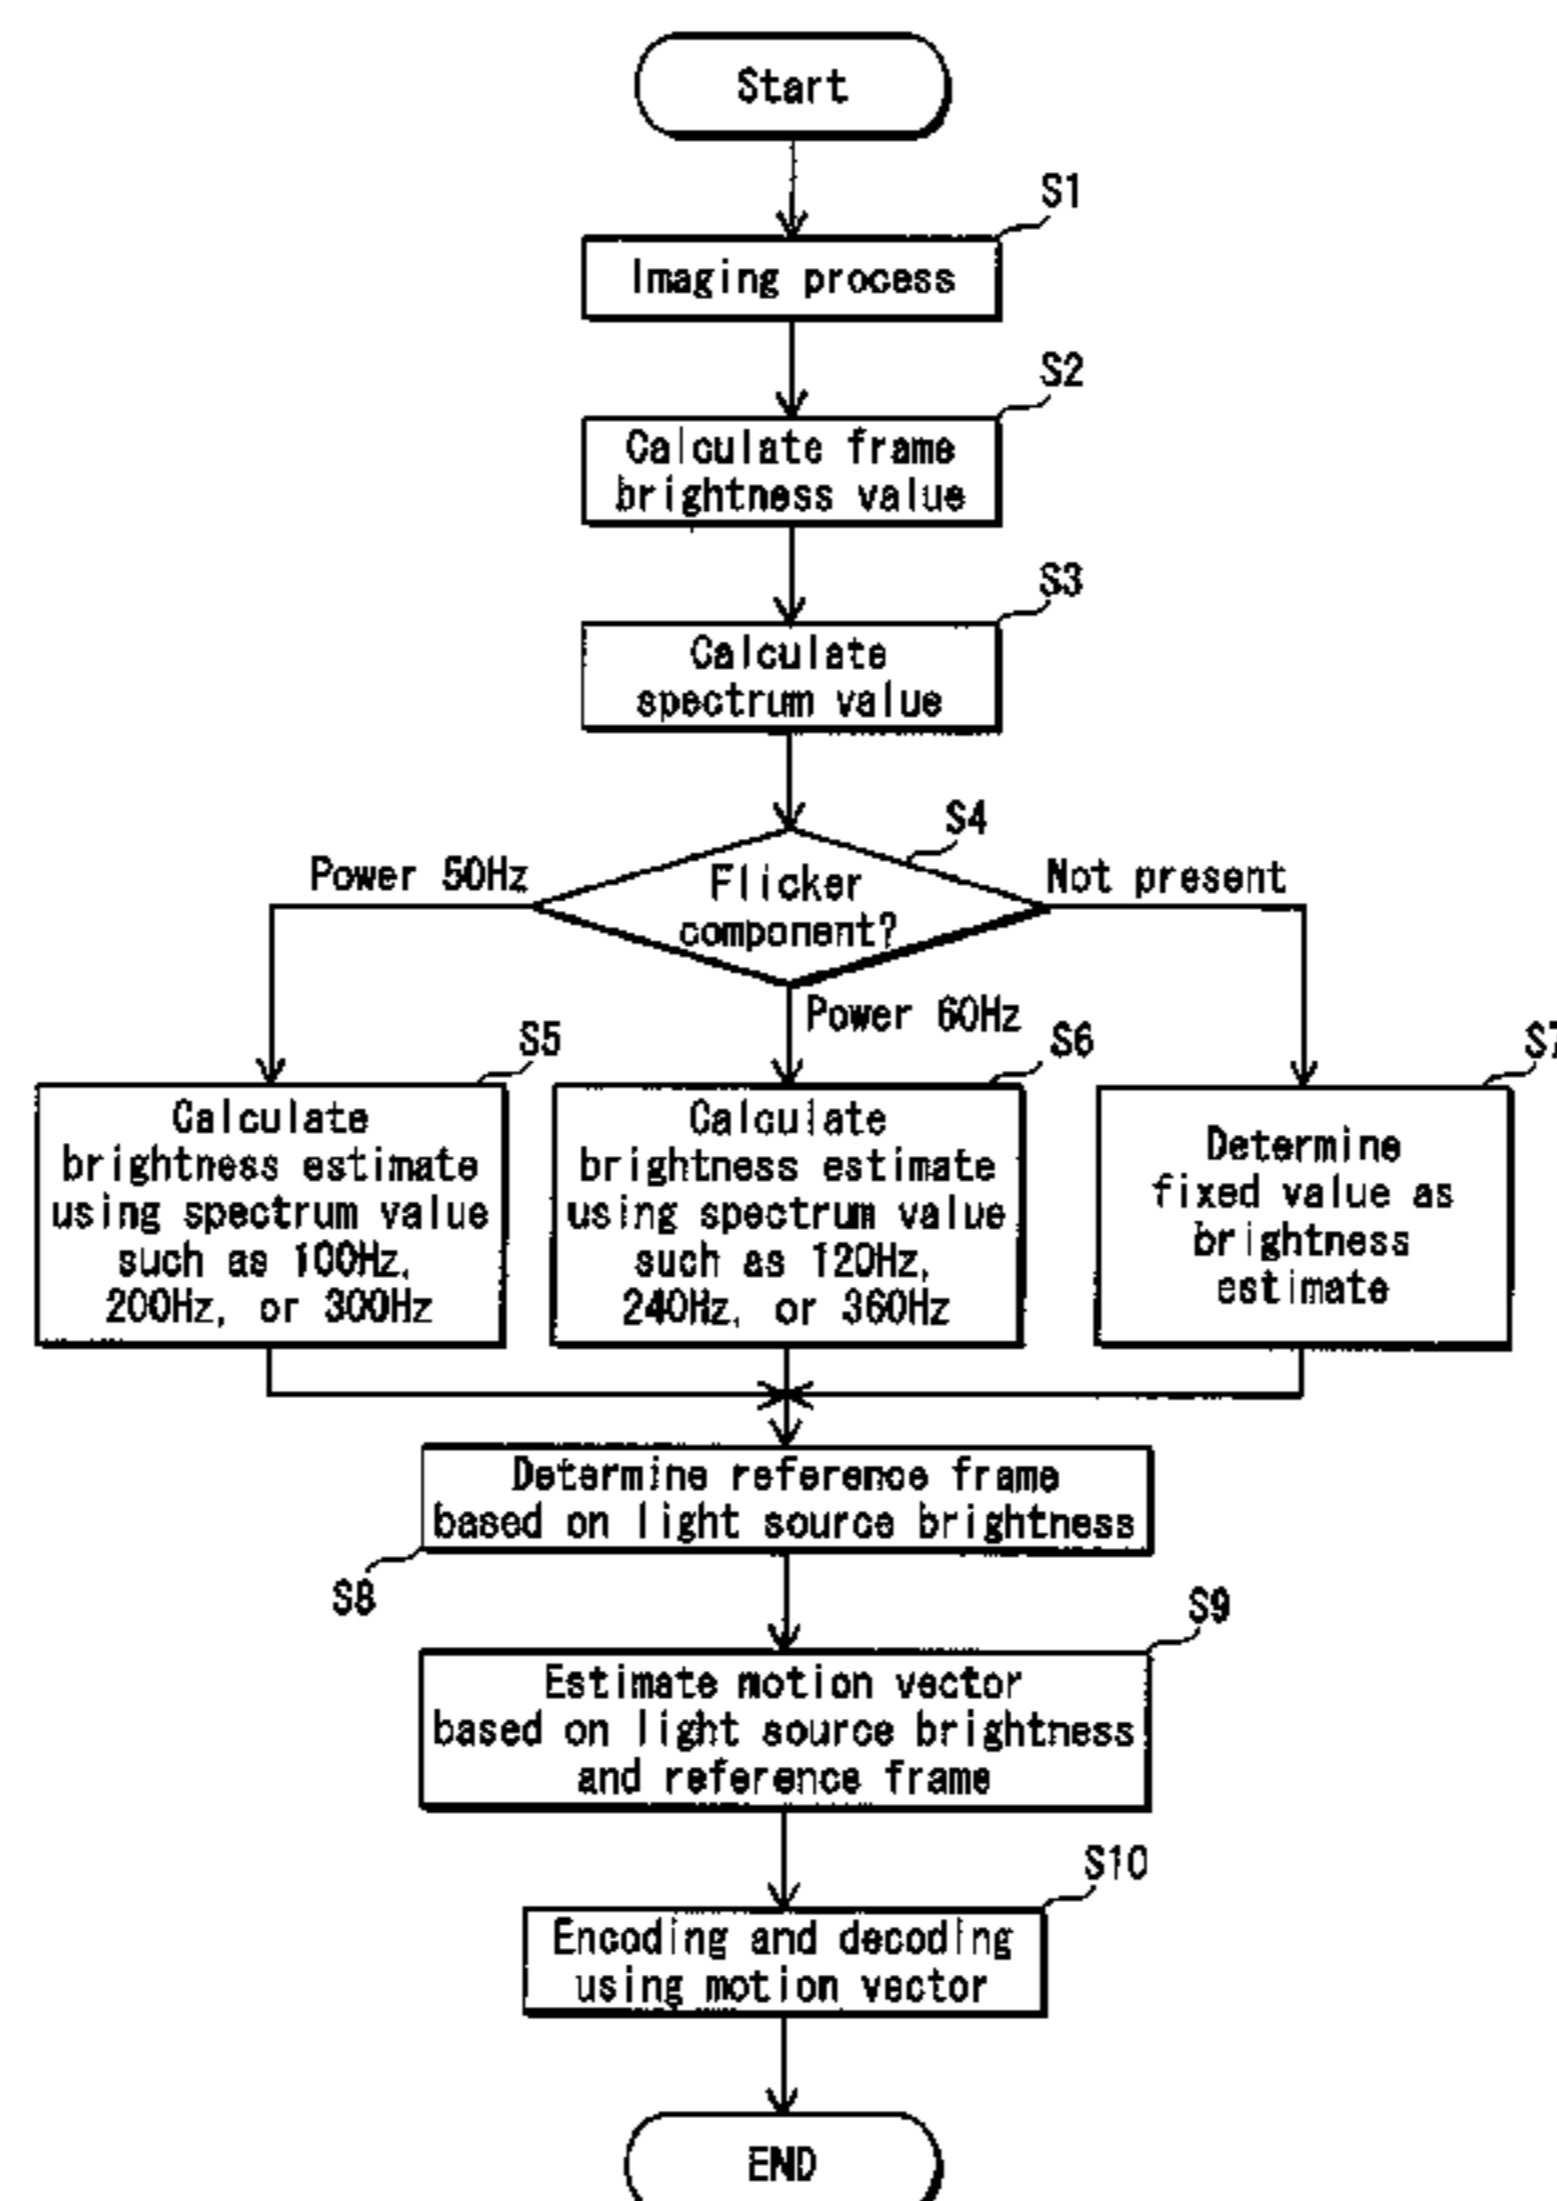 Start
S1
Imaging process
S2
Calculate frame
brightness value
S3
Calculate
spectrum value
S4
Power 50Hz
Flicker
component?
Not present
Power 60Hz
S5
Calculate
brightness estimate
using spectrum value
such as 100Hz,
200Hz, or 300Hz
S6
Calculate
brightness estimate
using spectrum value
such as 120Hz,
240Hz, or 360Hz
S7
Determine
fixed value as
brightness
estimate
Determine reference frame
based on light source brightness
S8
S9
Estimate motion vector
based on light source brightness
and reference frame
S10
Encoding and decoding
using motion vector
END